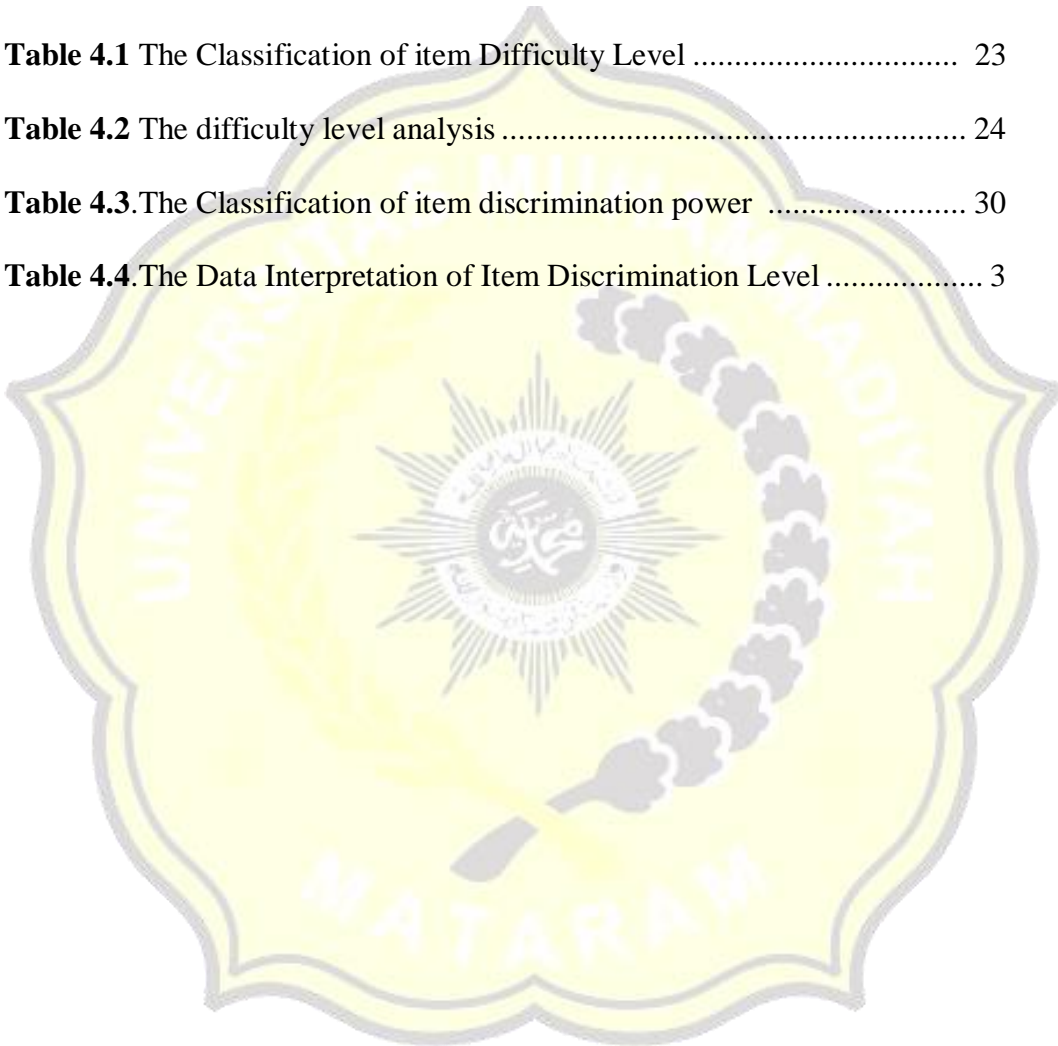 Table 4.1 The Classification of item Difficulty Level ................................ 23
Table 4.2 The difficulty level analysis ........................................................ 24
Table 4.3.The Classification of item discrimination power ........................ 30
Table 4.4.The Data Interpretation of Item Discrimination Level ................... 3
UNIVERSITAS MUHAMMADIYAH
MATARAM